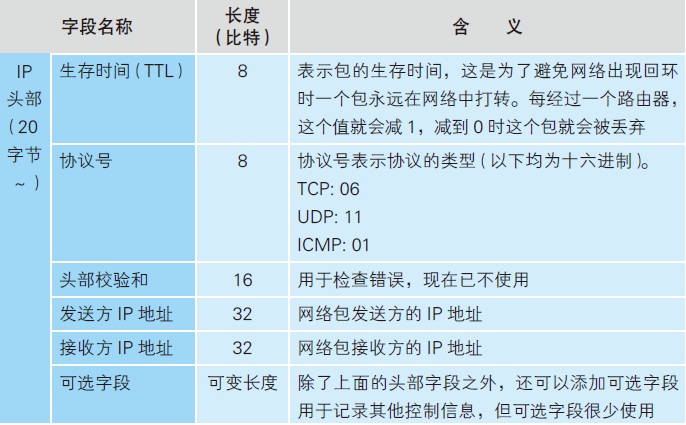 字段名称
长度
（比特）
含 义
IP
头部
（20
字节
~ ）
生存时间（TTL）
8
表示包的生存时间，这是为了避免网络出现回环
时一个包永远在网络中打转。每经过一个路由器，
这个值就会减 1，减到 0 时这个包就会被丢弃
协议号
8
协议号表示协议的类型（以下均为十六进制）。
TCP: 06
UDP: 11
ICMP: 01
头部校验和
16
用于检查错误，现在已不使用
发送方 IP 地址
32
网络包发送方的 IP 地址
接收方 IP 地址
32
网络包接收方的 IP 地址
可选字段
可变长度
除了上面的头部字段之外，还可以添加可选字段
用于记录其他控制信息，但可选字段很少使用